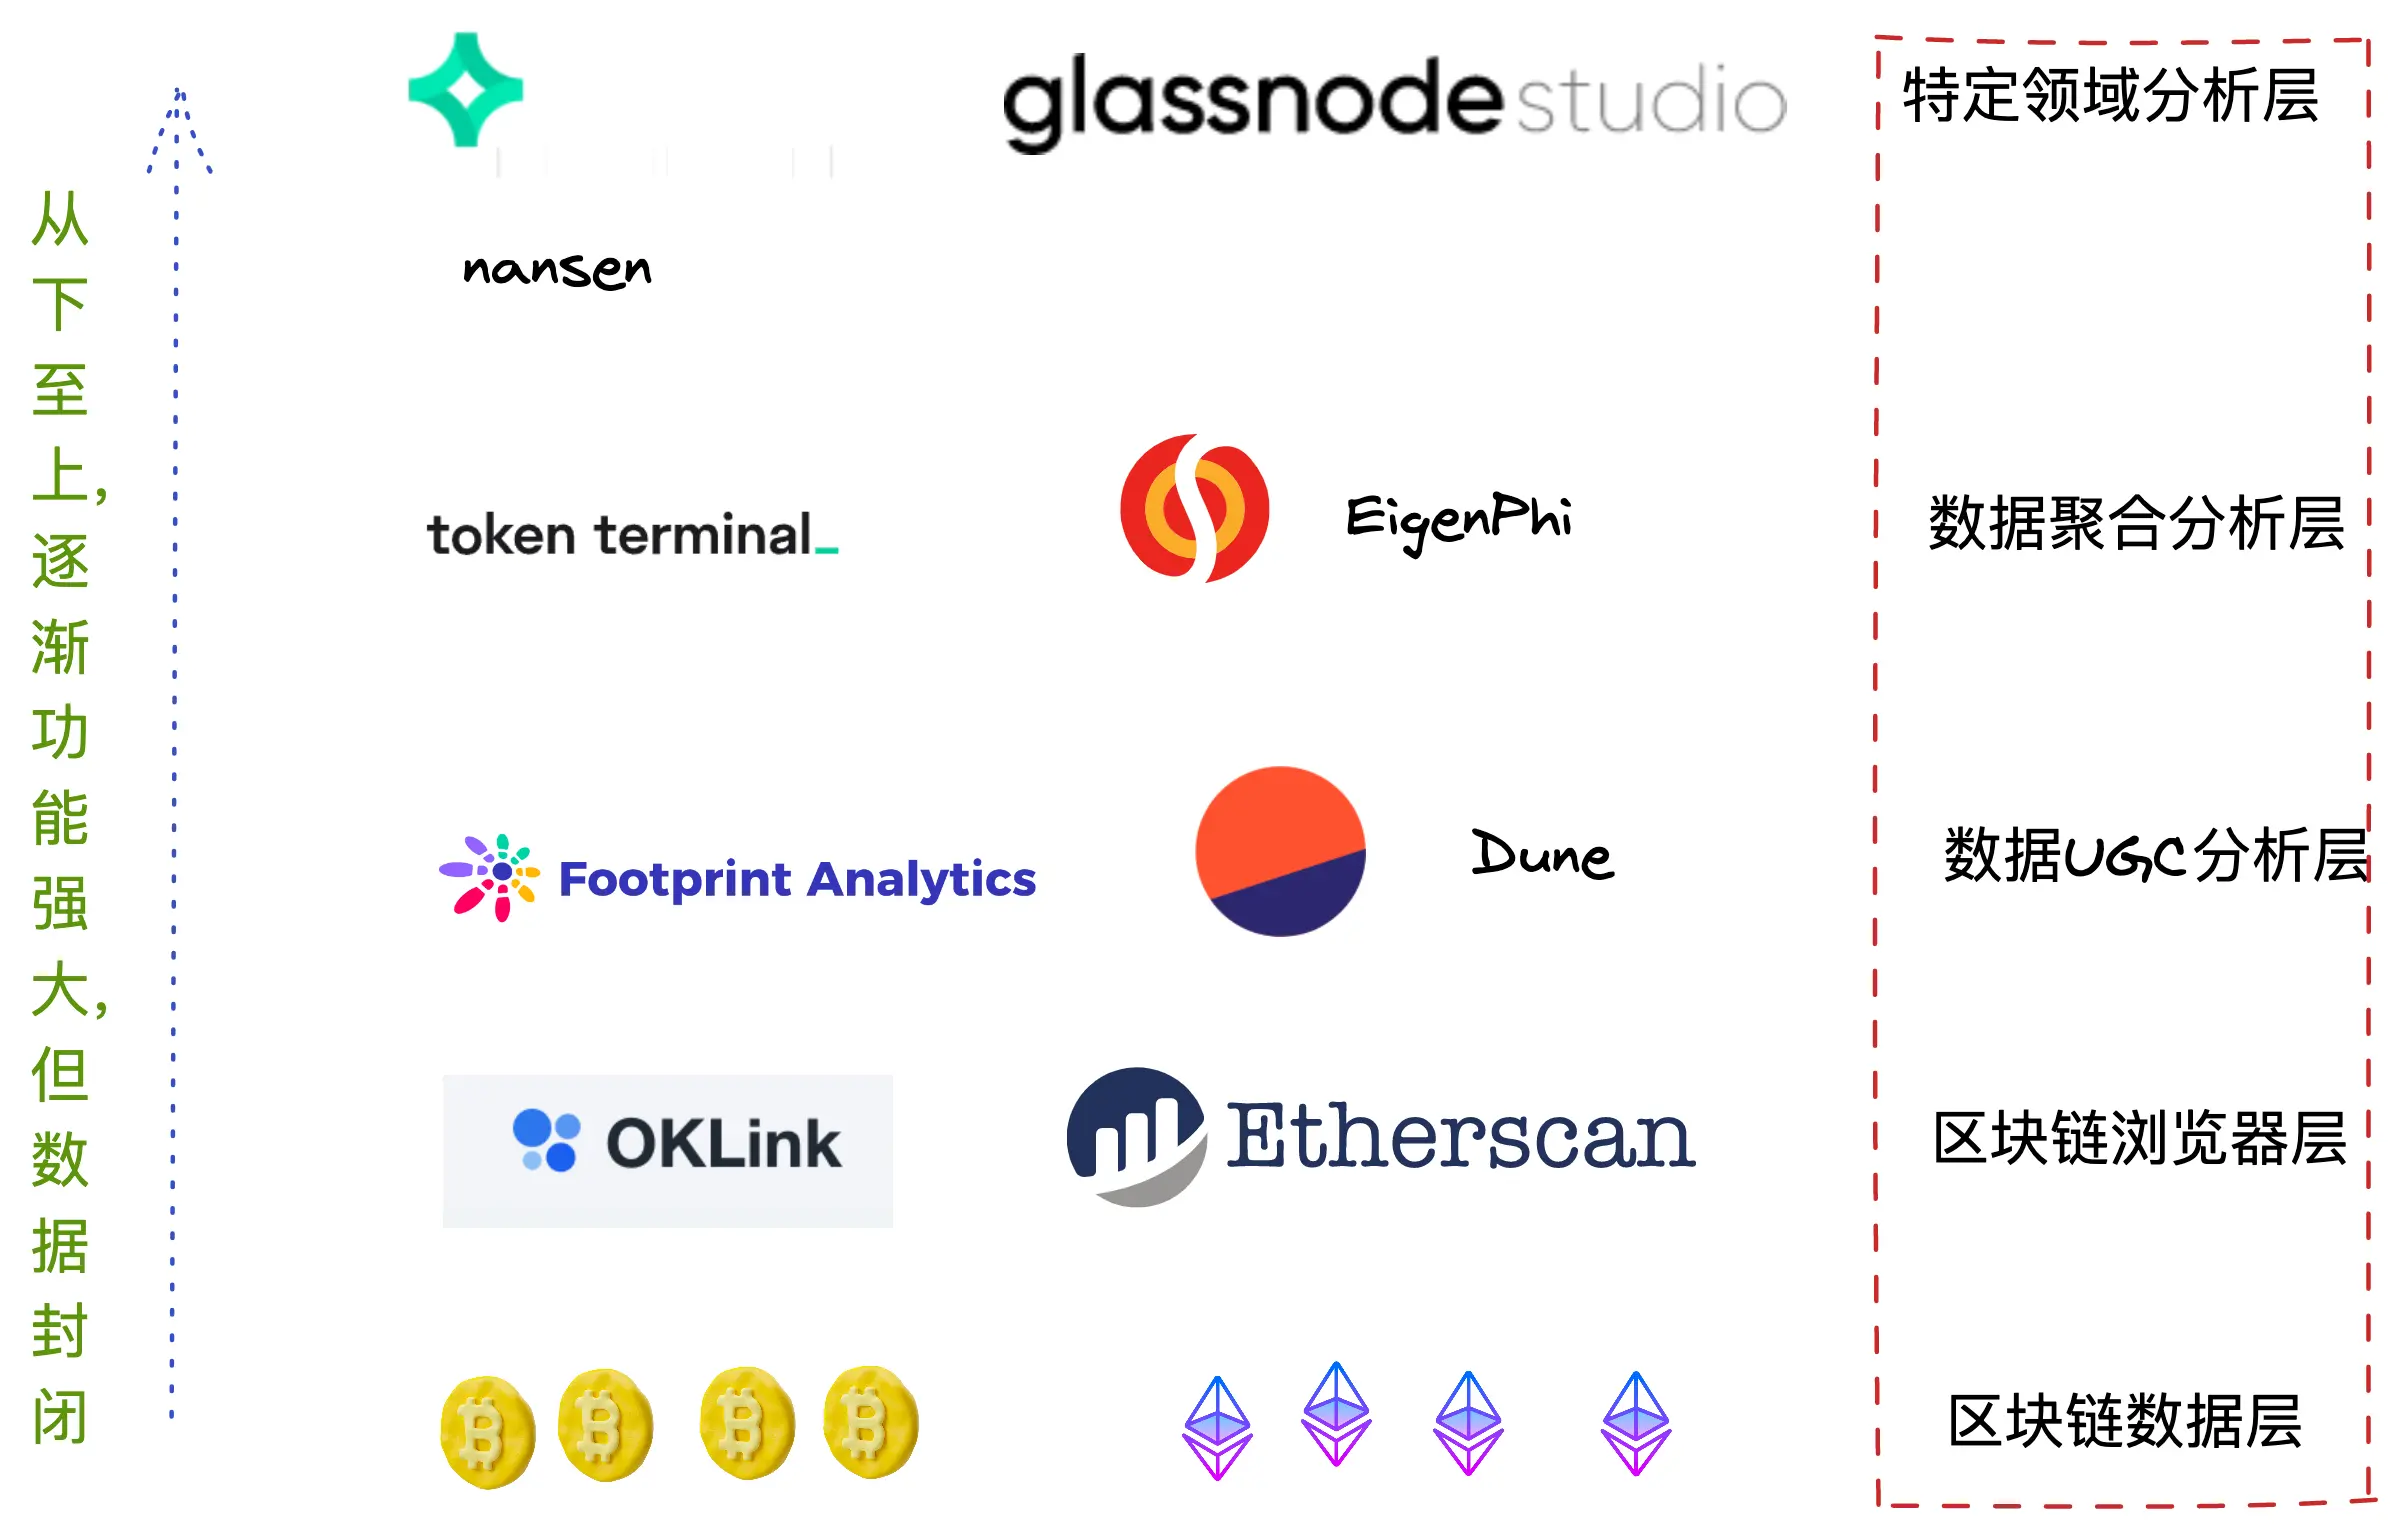 从下至上,逐渐功能强大,但数据封闭
glassnode studio
特定领域分析层
nansen
token terminal_
EigenPhi
数据聚合分析层
Footprint Analytics
Dune
数据UGC分析层
OKLink
Etherscan
区块链浏览器层
区块链数据层